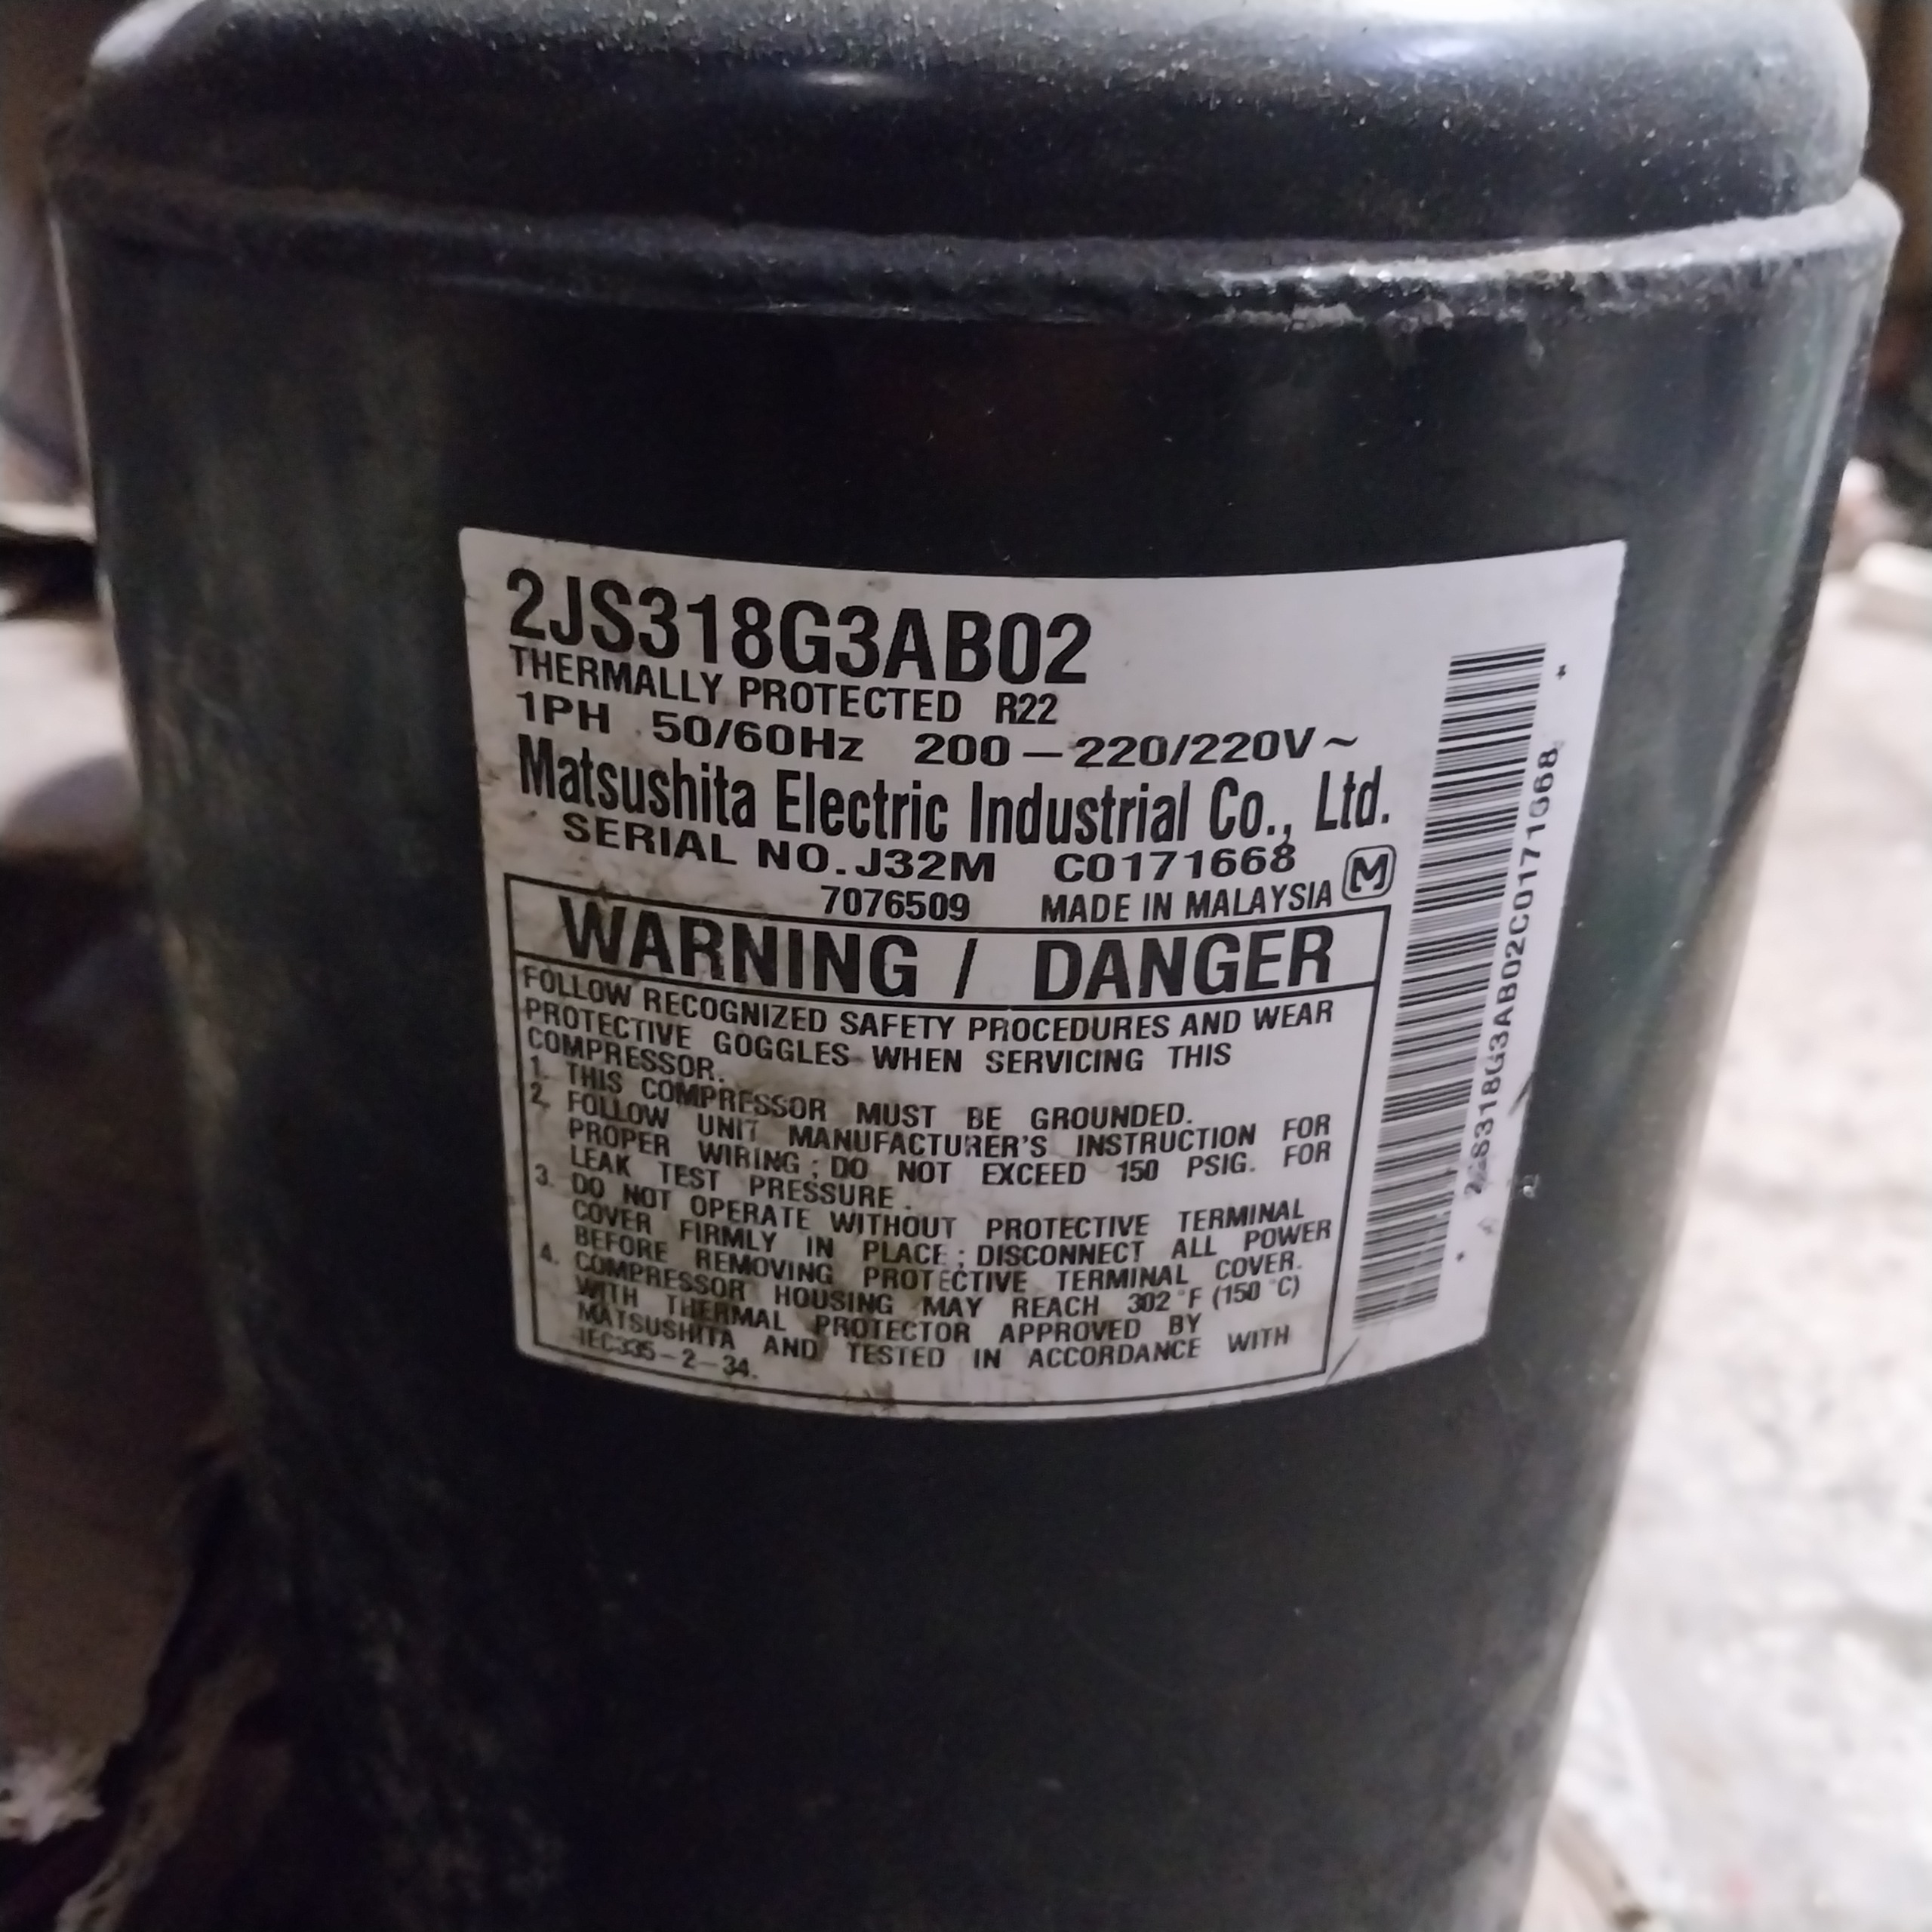 2JS318G3AB02
THERMALLY PROTECTED R22
1PH 50/60Hz 200-220/220V~
Matsushita Electric Industrial Co., Ltd.
SERIAL NO. J32M C0171668
7076509 MADE IN MALAYSIA M
WARNING / DANGER
FOLLOW RECOGNIZED SAFETY PROCEDURES AND WEAR
PROTECTIVE GOGGLES WHEN SERVICING THIS
COMPRESSOR.
1. THIS COMPRESSOR MUST BE GROUNDED.
2. FOLLOW UNIT MANUFACTURER'S INSTRUCTION FOR
PROPER WIRING ; DO NOT EXCEED 150 PSIG. FOR
LEAK TEST PRESSURE .
3. DO NOT OPERATE WITHOUT PROTECTIVE TERMINAL
COVER FIRMLY IN PLACE ; DISCONNECT ALL POWER
BEFORE REMOVING PROTECTIVE TERMINAL COVER.
4. COMPRESSOR HOUSING MAY REACH 302 °F (150 °C)
WITH THERMAL PROTECTOR APPROVED BY
MATSUSHITA AND TESTED IN ACCORDANCE WITH
IEC335-2-34.
* 2JS318G3AB02C0171668 *